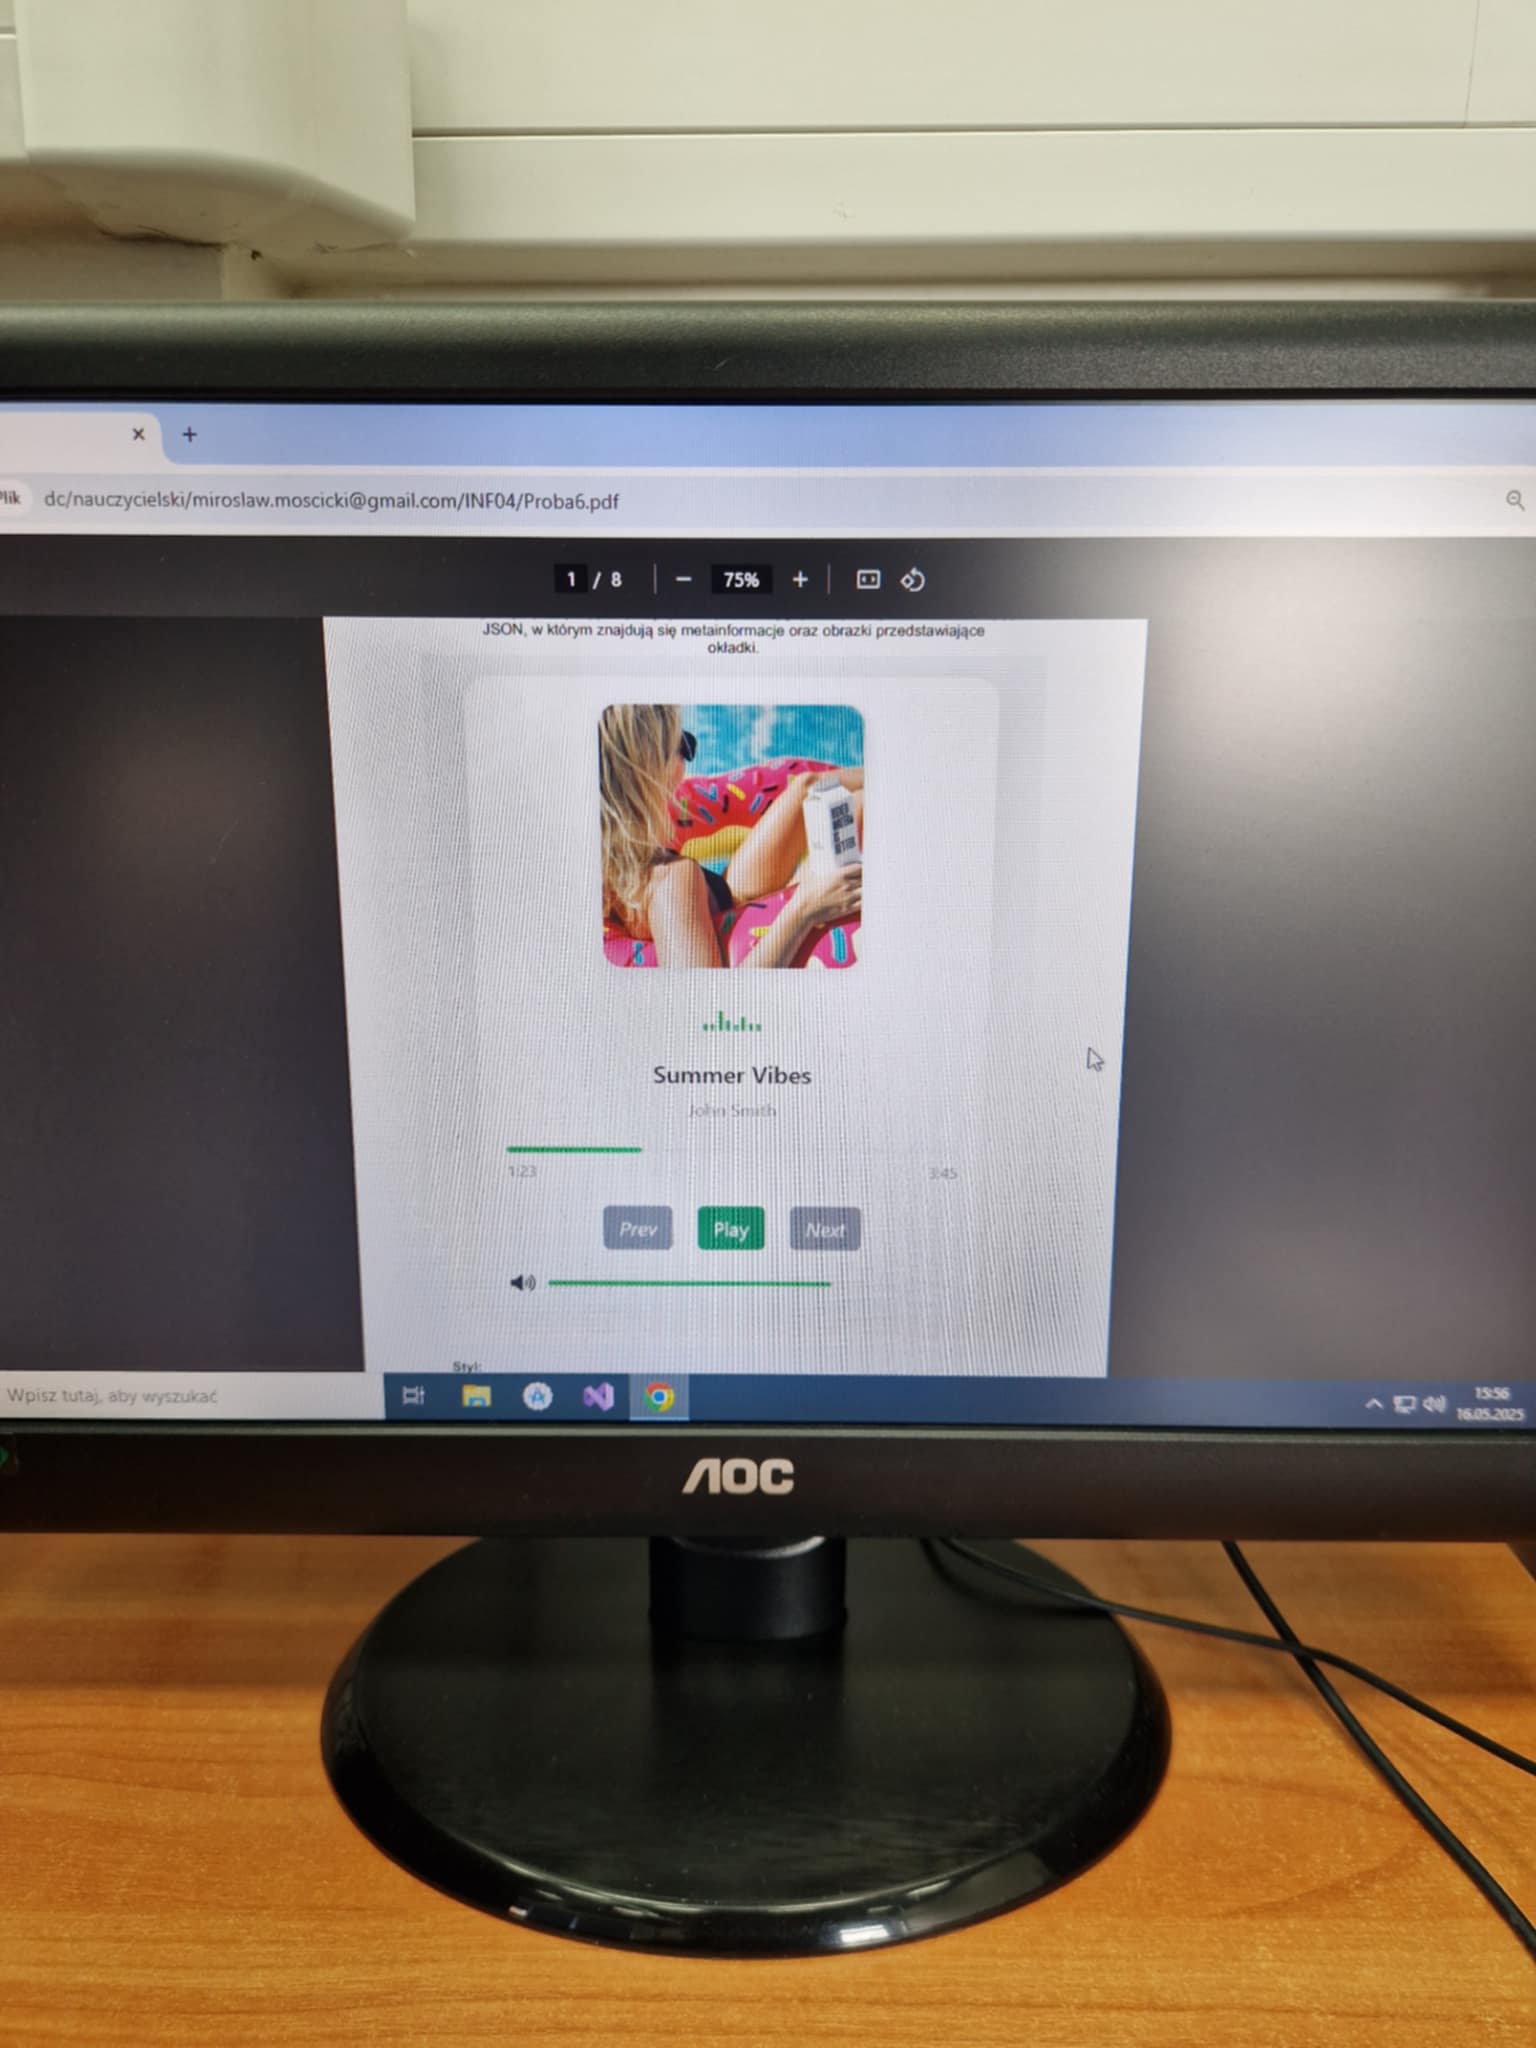 Plik dc/nauczycielski/miroslaw.moscicki@gmail.com/INF04/Proba6.pdf
1 / 8 75%
JSON, w którym znajdują się metainformacje oraz obrazki przedstawiające
okładki.
Summer Vibes
John Smith
1:23 3:45
Prev Play Next
Styl:
Wpisz tutaj, aby wyszukać
15:56
16.05.2025
AOC